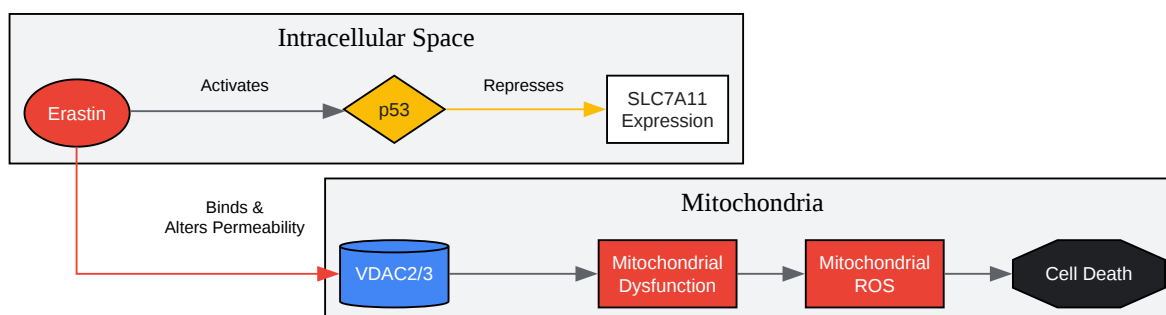 Intracellular Space
Activates
Represses
Erastin
p53
SLC7A11
Expression
Binds &
Alters Permeability
Mitochondria
VDAC2/3
Mitochondrial
Dysfunction
Mitochondrial
ROS
Cell Death